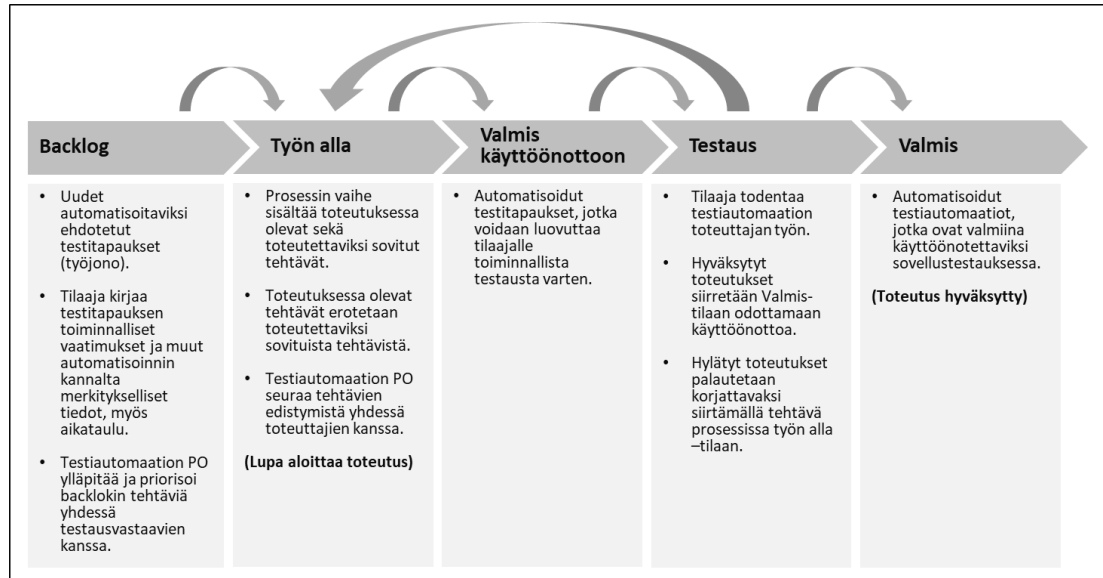 Backlog
Työn alla
Valmis
käyttöönottoon
Testaus
Valmis
• Uudet
automatisoitaviksi
ehdotetut
testitapaukset
(työjono).
• Tilaaja kirjaa
testitapauksen
toiminnalliset
vaatimukset ja muut
automatisoinnin
kannalta
merkitykselliset
tiedot, myös
aikataulu.
• Testiautomaation PO
ylläpitää ja priorisoi
backlokin tehtäviä
yhdessä
testausvastaavien
kanssa.
• Prosessin vaihe
sisältää toteutuksessa
olevat sekä
toteutettaviksi sovitut
tehtävät.
• Toteutuksessa olevat
tehtävät erotetaan
toteutettaviksi
sovituista tehtävistä.
• Testiautomaation PO
seuraa tehtävien
edistymistä yhdessä
toteuttajien kanssa.
(Lupa aloittaa toteutus)
• Automatisoidut
testitapaukset, jotka
voidaan luovuttaa
tilaajalle
toiminnallista
testausta varten.
• Tilaaja todentaa
testiautomaation
toteuttajan työn.
• Hyväksytyt
toteutukset
siirretään Valmis-
tilaan odottamaan
käyttöönottoa.
• Hylätyt toteutukset
palautetaan
korjattavaksi
siirtämällä tehtävä
prosessissa työn alla
–tilaan.
• Automatisoidut
testiautomaatiot,
jotka ovat valmiina
käyttöönotettaviksi
sovellustestauksessa.
(Toteutus hyväksytty)